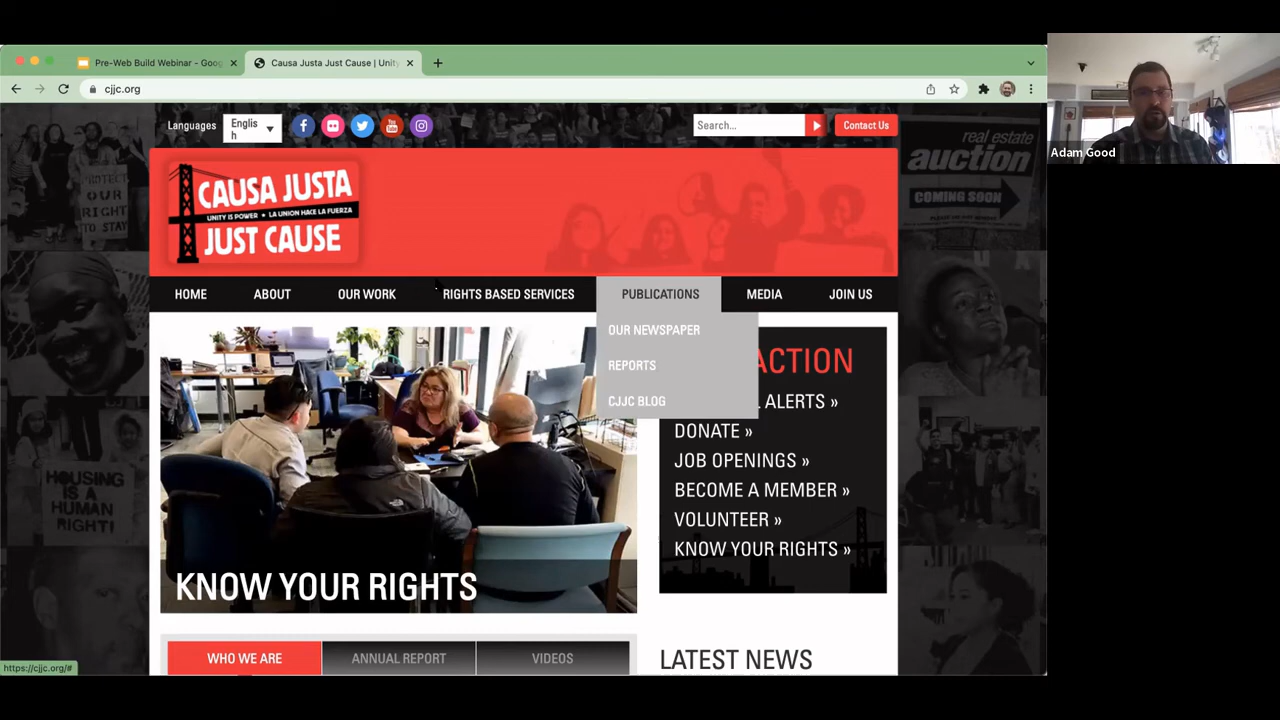 Pre-Web Build Webinar - Goog
Causa Justa Just Cause | Unity
cjjc.org
Adam Good
Languages
Englis
h
Search...
Contact Us
PROTECT
OUR
RIGHT
TO STAY
real estate
auction
COMING SOON
CAUSA JUSTA
UNITY IS POWER • LA UNION HACE LA FUERZA
JUST CAUSE
HOME
ABOUT
OUR WORK
RIGHTS BASED SERVICES
PUBLICATIONS
MEDIA
JOIN US
OUR NEWSPAPER
REPORTS
CJJC BLOG
ACTION
ALERTS »
DONATE »
JOB OPENINGS »
BECOME A MEMBER »
VOLUNTEER »
KNOW YOUR RIGHTS »
HOUSING
IS A
HUMAN
RIGHT!
KNOW YOUR RIGHTS
WHO WE ARE
ANNUAL REPORT
VIDEOS
LATEST NEWS
https://cjjc.org/#